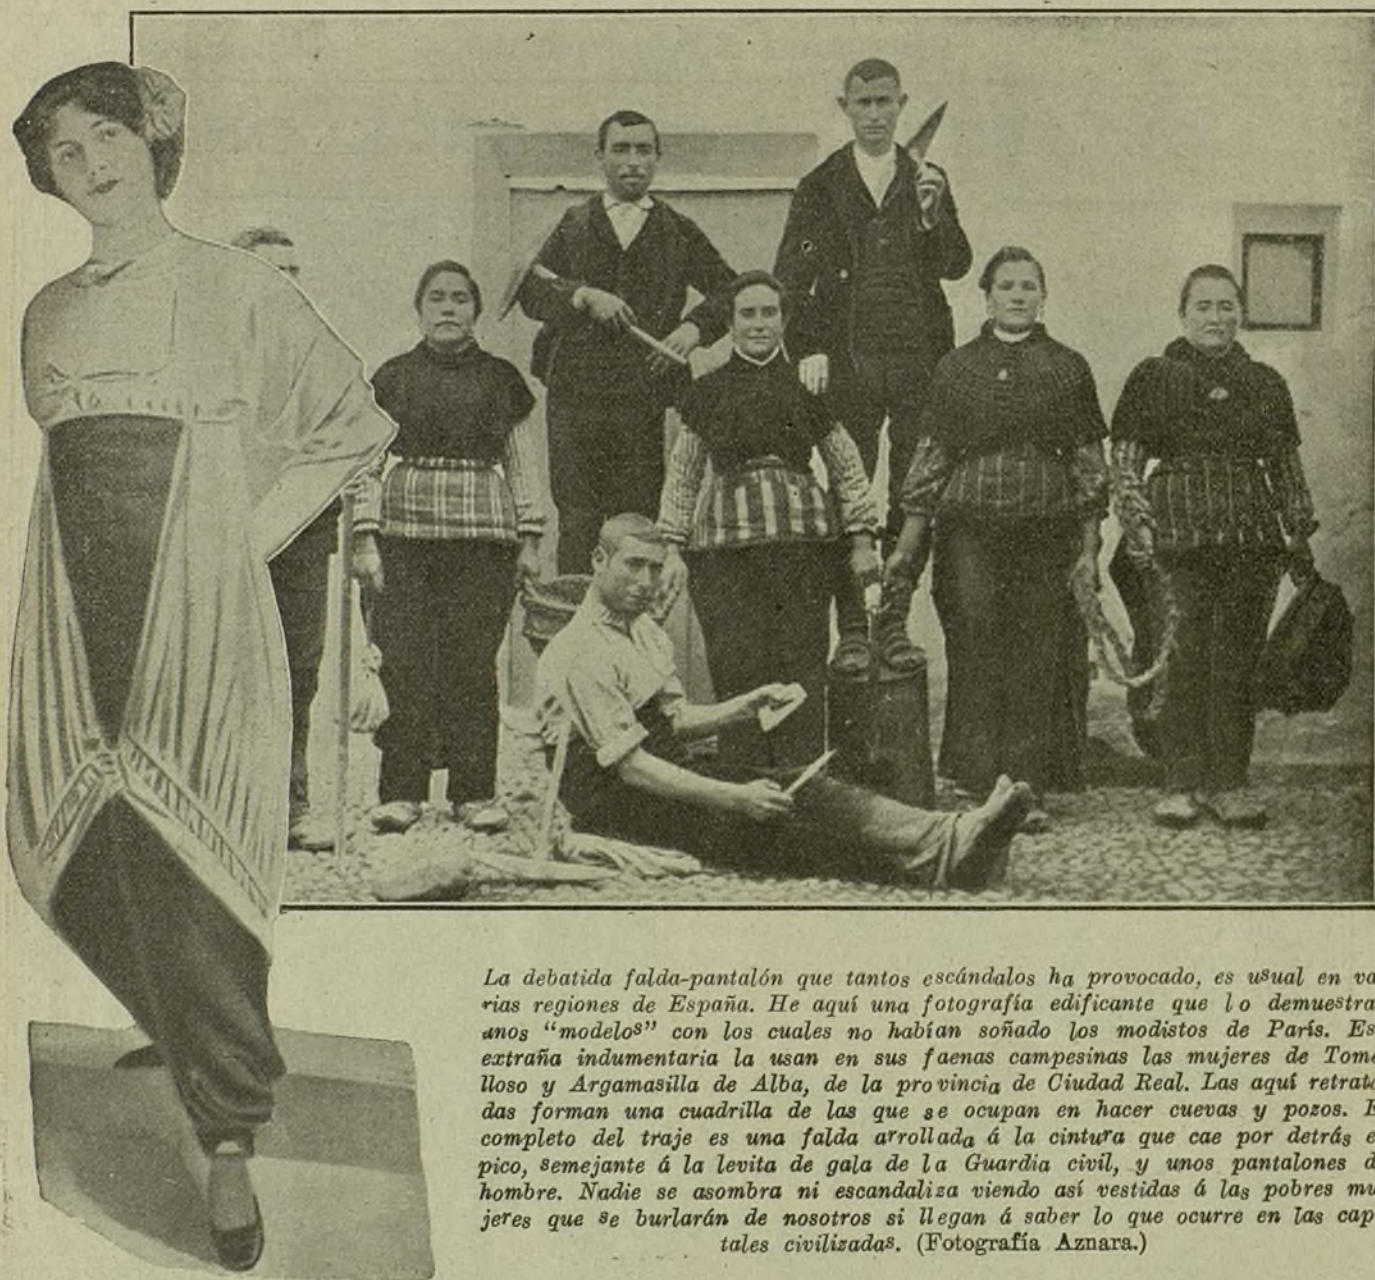 La debatida falda-pantalón que tantos escándalos ha provocado, es usual en va
rias regiones de España. He aquí una fotografía edificante que lo demuestra
unos “modelos” con los cuales no habían soñado los modistos de París. Es
extraña indumentaria la usan en sus faenas campesinas las mujeres de Tome
lloso y Argamasilla de Alba, de la provincia de Ciudad Real. Las aquí retrata
das forman una cuadrilla de las que se ocupan en hacer cuevas y pozos. E
completo del traje es una falda arrollada á la cintura que cae por detrás e
pico, semejante á la levita de gala de la Guardia civil, y unos pantalones d
hombre. Nadie se asombra ni escandaliza viendo así vestidas á las pobres mu
jeres que se burlarán de nosotros si llegan á saber lo que ocurre en las cap
tales civilizadas. (Fotografía Aznara.)